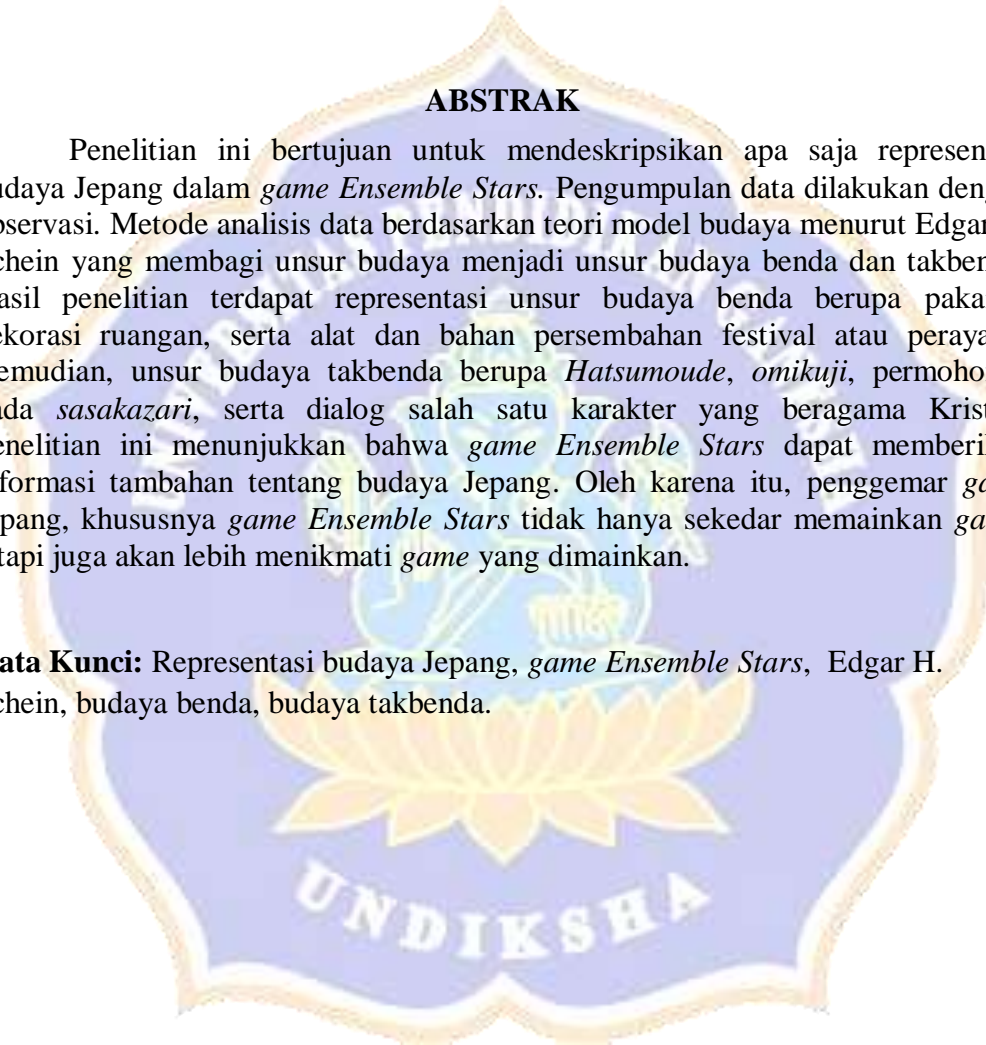 ABSTRAK
Penelitian ini bertujuan untuk mendeskripsikan apa saja represen
udaya Jepang dalam game Ensemble Stars. Pengumpulan data dilakukan deng
bservasi. Metode analisis data berdasarkan teori model budaya menurut Edgar
chein yang membagi unsur budaya menjadi unsur budaya benda dan takben
asil penelitian terdapat representasi unsur budaya benda berupa paka
ekorasi ruangan, serta alat dan bahan persembahan festival atau peraya
emudian, unsur budaya takbenda berupa Hatsumoude, omikuji, permoho
ada sasakazari, serta dialog salah satu karakter yang beragama Krist
enelitian ini menunjukkan bahwa game Ensemble Stars dapat memberik
formasi tambahan tentang budaya Jepang. Oleh karena itu, penggemar ga
pang, khususnya game Ensemble Stars tidak hanya sekedar memainkan ga
tapi juga akan lebih menikmati game yang dimainkan.
ata Kunci: Representasi budaya Jepang, game Ensemble Stars, Edgar H.
chein, budaya benda, budaya takbenda.
UNIVERSITAS PENDIDIKAN GANESHA
UNDIKSHA